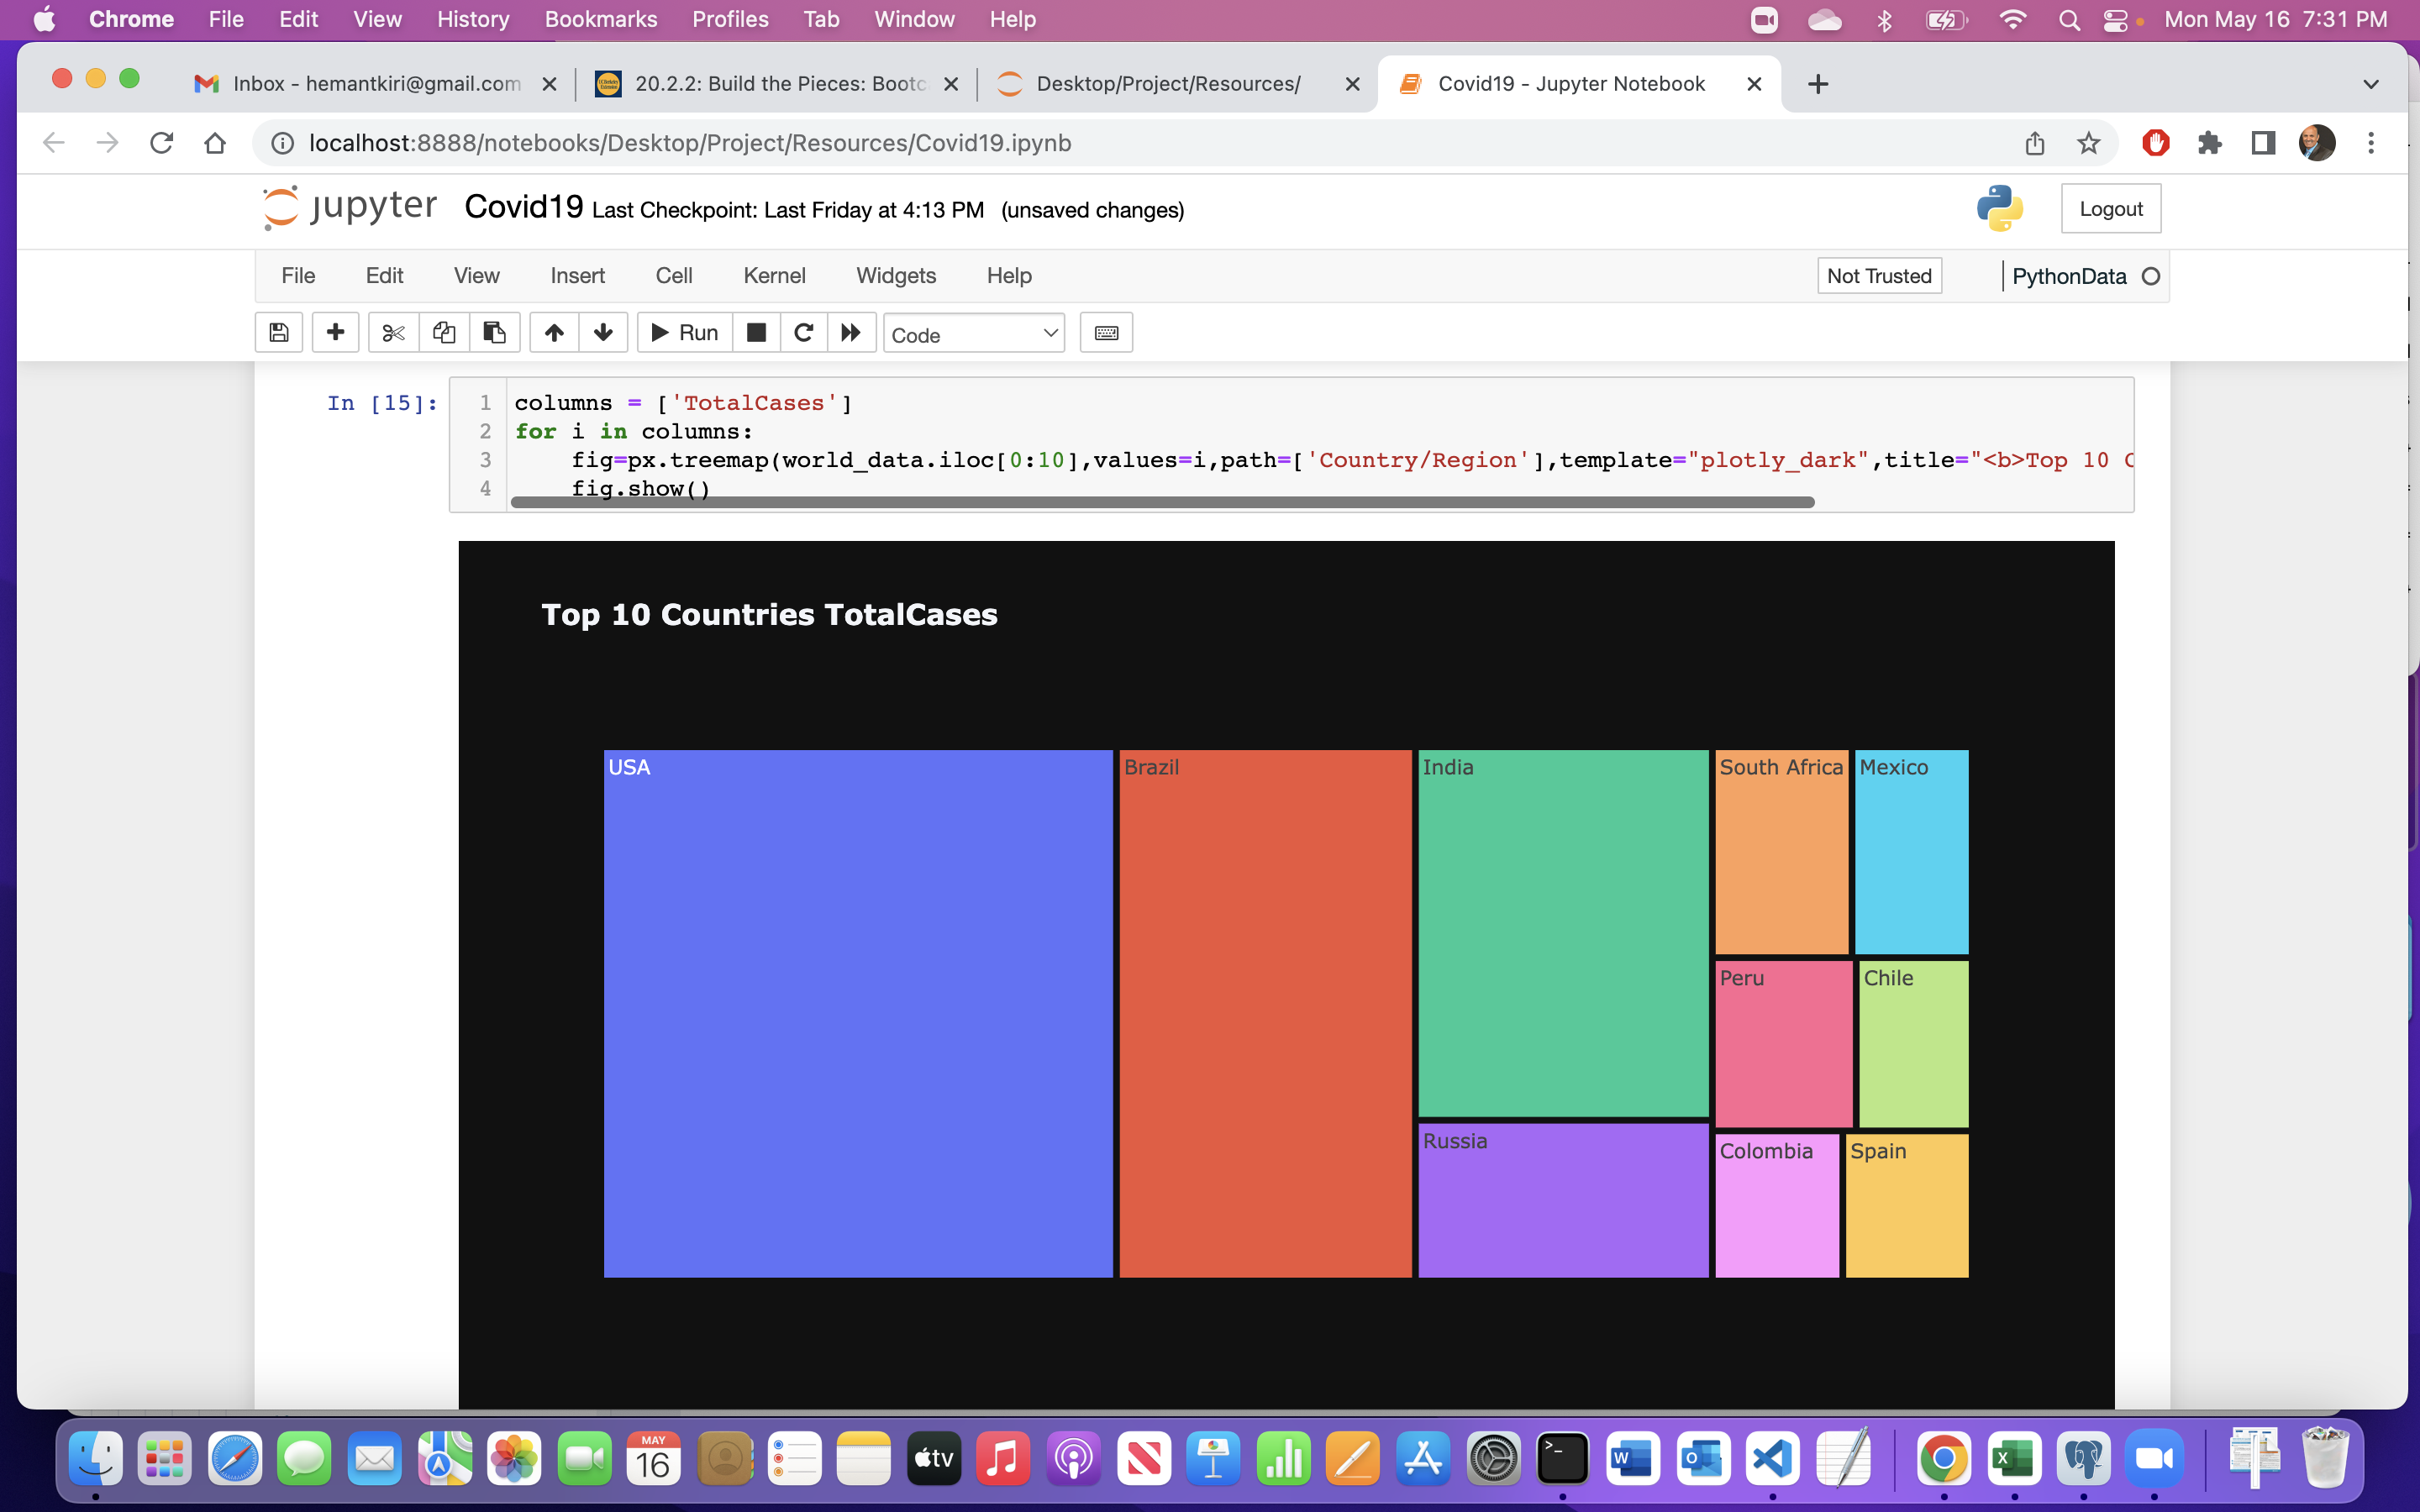 Chrome File Edit View History Bookmarks Profiles Tab Window Help Mon May 16 7:31 PM
Inbox - hemantkiri@gmail.com 20.2.2: Build the Pieces: Bootc Desktop/Project/Resources/ Covid19 - Jupyter Notebook
localhost:8888/notebooks/Desktop/Project/Resources/Covid19.ipynb
jupyter Covid19 Last Checkpoint: Last Friday at 4:13 PM (unsaved changes) Logout
File Edit View Insert Cell Kernel Widgets Help Not Trusted PythonData
Run Code
In [15]: 1 columns = ['TotalCases']
2 for i in columns:
3 fig=px.treemap(world_data.iloc[0:10],values=i,path=['Country/Region'],template="plotly_dark",title="<b>Top 10 C
4 fig.show()
Top 10 Countries TotalCases
USA Brazil India South Africa Mexico
Peru Chile
Russia
Colombia Spain
MAY
16
tv